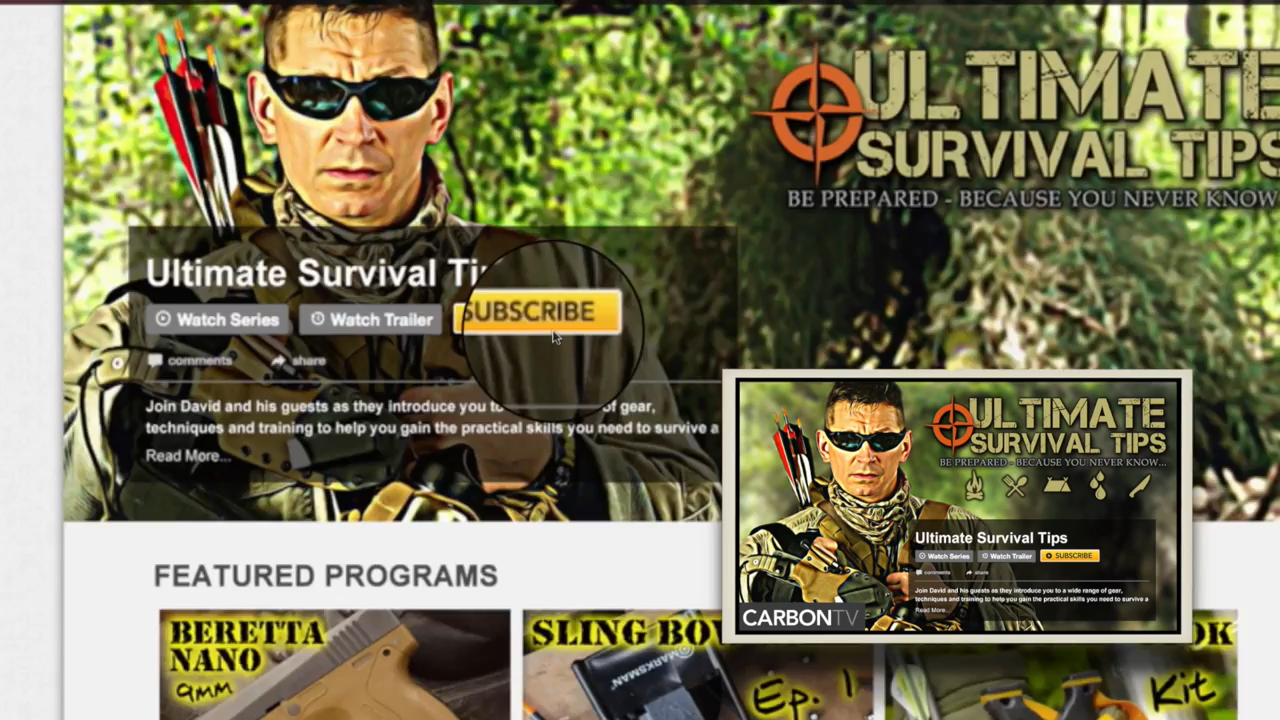 ULTIMATE
SURVIVAL TIPS
BE PREPARED - BECAUSE YOU NEVER KNOW
Ultimate Survival Ti
Watch Series
Watch Trailer
SUBSCRIBE
comments
share
Join David and his guests as they introduce you to of gear,
techniques and training to help you gain the practical skills you need to survive a
Read More...
ULTIMATE
SURVIVAL TIPS
BE PREPARED - BECAUSE YOU NEVER KNOW...
Ultimate Survival Tips
Watch Series
Watch Trailer
SUBSCRIBE
comments
share
Join David and his guests as they introduce you to a wide range of gear,
techniques and training to help you gain the practical skills you need to survive a
Read More...
CARBONTV
FEATURED PROGRAMS
BERETTA
NANO
9mm
SLING BOW
MARKSMAN
Ep. 1
OK
Kit